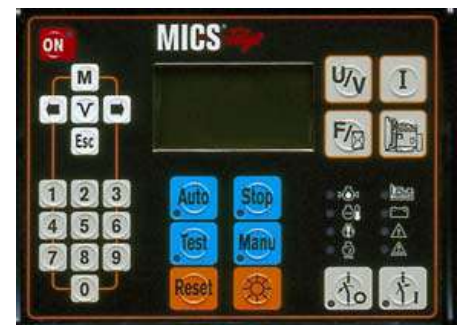 ON
MICS
M
Esc
U/V
I
F/
1 2 3
4 5 6
7 8 9
0
Auto
Stop
Test
Manu
Reset
O
I